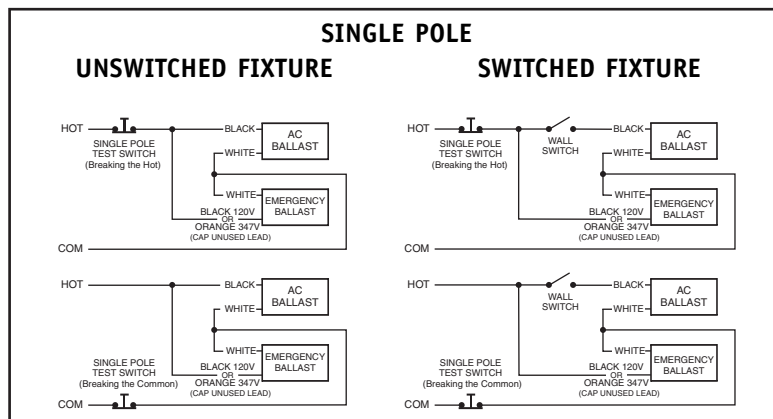 SINGLE POLE
UNSWITCHED FIXTURE
HOT
SINGLE POLE
TEST SWITCH
(Breaking the Hot)
BLACK
WHITE
AC
BALLAST
WHITE
EMERGENCY
BALLAST
BLACK 120V
OR
ORANGE 347V
(CAP UNUSED LEAD)
COM
HOT
BLACK
WHITE
AC
BALLAST
WHITE
EMERGENCY
BALLAST
BLACK 120V
OR
ORANGE 347V
(CAP UNUSED LEAD)
SINGLE POLE
TEST SWITCH
(Breaking the Common)
COM
SWITCHED FIXTURE
HOT
SINGLE POLE
TEST SWITCH
(Breaking the Hot)
WALL
SWITCH
BLACK
WHITE
AC
BALLAST
WHITE
EMERGENCY
BALLAST
BLACK 120V
OR
ORANGE 347V
(CAP UNUSED LEAD)
COM
HOT
WALL
SWITCH
BLACK
WHITE
AC
BALLAST
WHITE
EMERGENCY
BALLAST
BLACK 120V
OR
ORANGE 347V
(CAP UNUSED LEAD)
SINGLE POLE
TEST SWITCH
(Breaking the Common)
COM